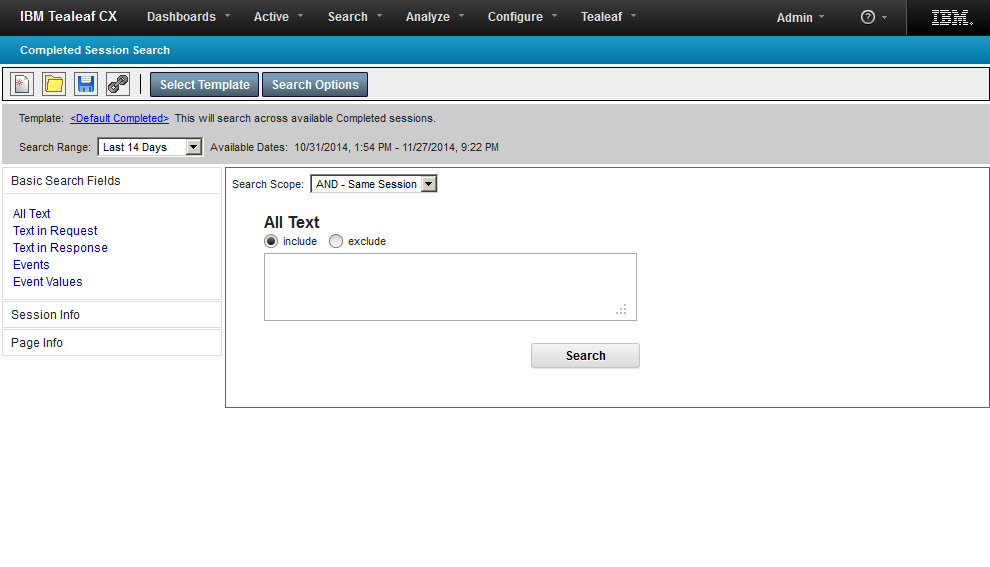 IBM Tealeaf CX Dashboards Active Search Analyze Configure Tealeaf Admin ? IBM.
Completed Session Search
Select Template Search Options
Template: <Default Completed> This will search across available Completed sessions.
Search Range: Last 14 Days Available Dates: 10/31/2014, 1:54 PM - 11/27/2014, 9:22 PM
Basic Search Fields
All Text
Text in Request
Text in Response
Events
Event Values
Session Info
Page Info
Search Scope: AND - Same Session
All Text
include exclude
Search